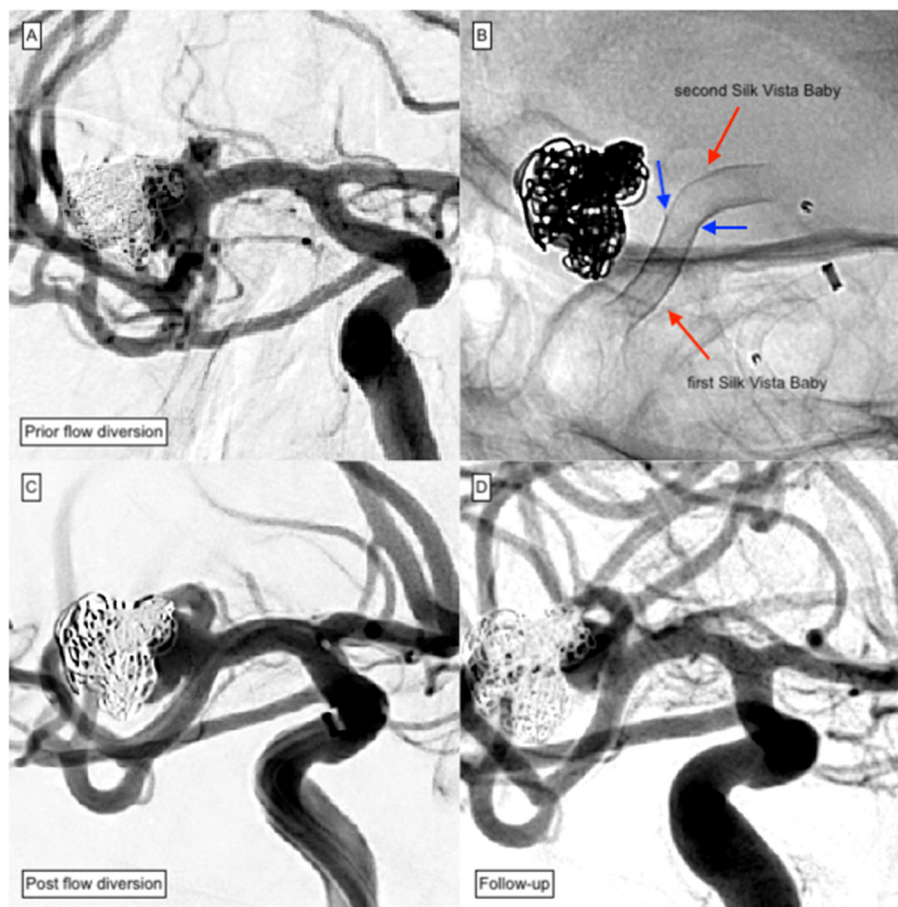 A
Prior flow diversion
B
second Silk Vista Baby
first Silk Vista Baby
C
Post flow diversion
D
Follow-up